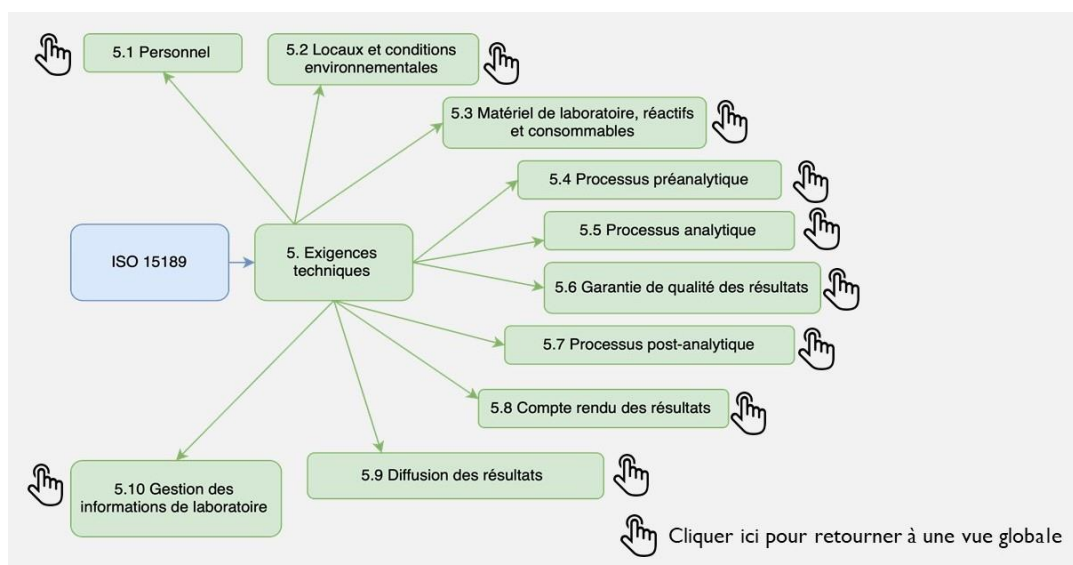 5.1 Personnel
5.2 Locaux et conditions
environnementales
5.3 Matériel de laboratoire, réactifs
et consommables
5.4 Processus préanalytique
5.5 Processus analytique
ISO 15189
5. Exigences
techniques
5.6 Garantie de qualité des résultats
5.7 Processus post-analytique
5.8 Compte rendu des résultats
5.9 Diffusion des résultats
5.10 Gestion des
informations de laboratoire
Cliquer ici pour retourner à une vue globale